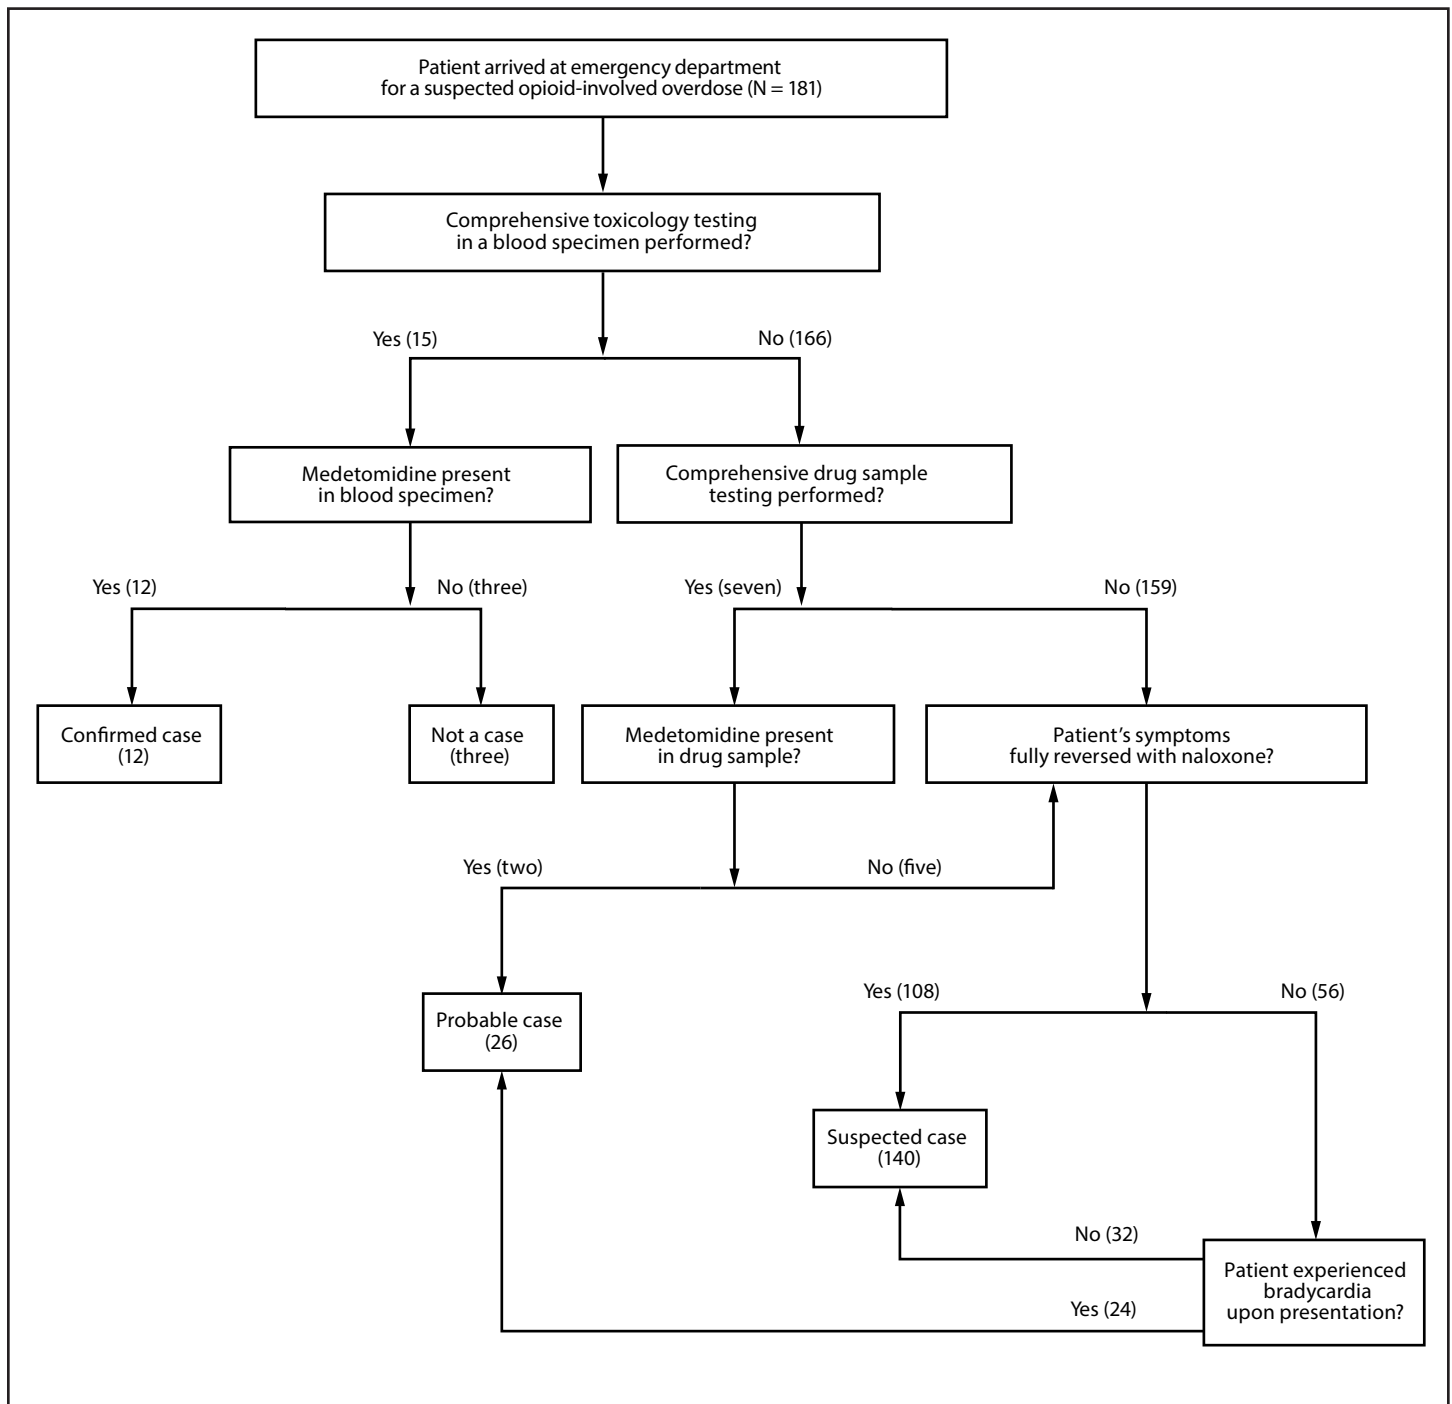 Patient arrived at emergency department
for a suspected opioid-involved overdose (N = 181)
Comprehensive toxicology testing
in a blood specimen performed?
Yes (15)
No (166)
Medetomidine present
in blood specimen?
Comprehensive drug sample
testing performed?
Yes (12)
No (three)
Yes (seven)
No (159)
Confirmed case
(12)
Not a case
(three)
Medetomidine present
in drug sample?
Patient’s symptoms
fully reversed with naloxone?
Yes (two)
No (five)
Yes (108)
No (56)
Probable case
(26)
Suspected case
(140)
No (32)
Yes (24)
Patient experienced
bradycardia
upon presentation?